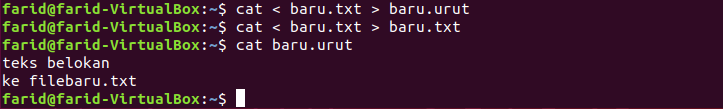 farid@farid-VirtualBox:~$ cat < baru.txt > baru.urut
farid@farid-VirtualBox:~$ cat < baru.txt > baru.txt
farid@farid-VirtualBox:~$ cat baru.urut
teks belokan
ke filebaru.txt
farid@farid-VirtualBox:~$